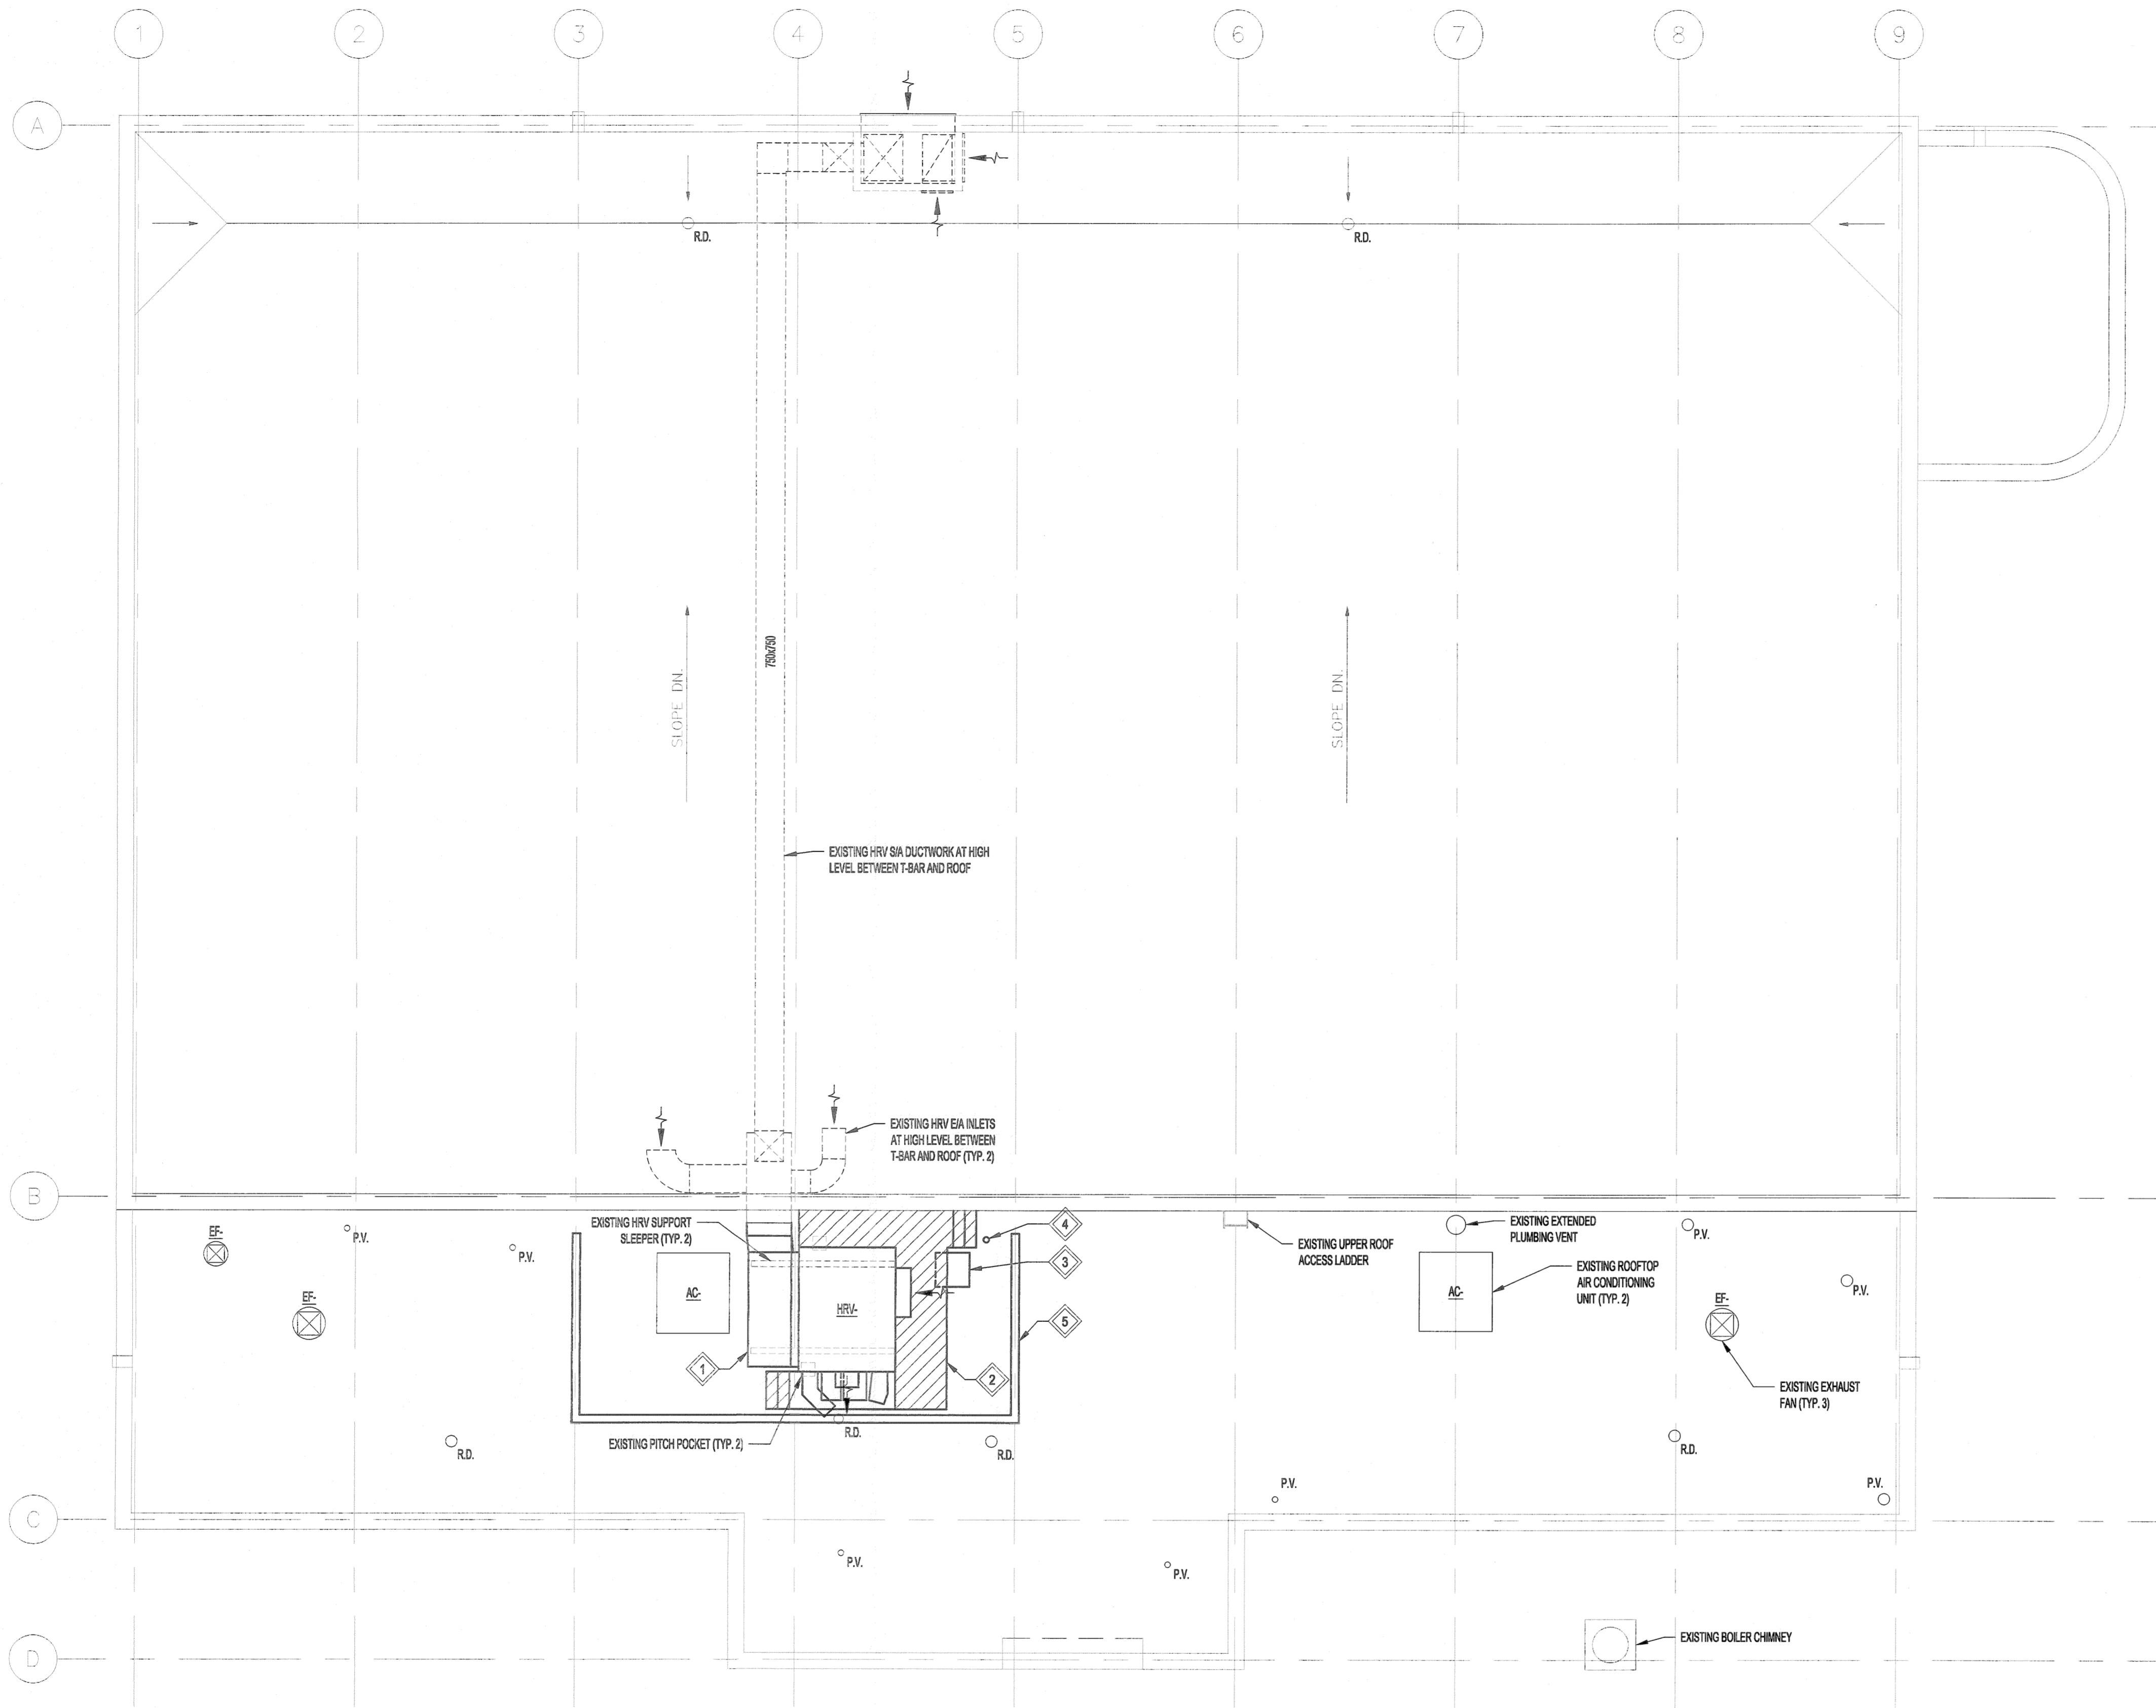 1 2 3 4 5 6 7 8 9
A
R.D.
R.D.
750x750
SLOPE DN.
SLOPE DN.
EXISTING HRV S/A DUCTWORK AT HIGH
LEVEL BETWEEN T-BAR AND ROOF
EXISTING HRV E/A INLETS
AT HIGH LEVEL BETWEEN
T-BAR AND ROOF (TYP. 2)
B
EF-
P.V.
P.V.
EF-
EXISTING HRV SUPPORT
SLEEPER (TYP. 2)
AC-
HRV-
1
2
3
4
5
EXISTING PITCH POCKET (TYP. 2)
R.D.
R.D.
R.D.
EXISTING UPPER ROOF
ACCESS LADDER
EXISTING EXTENDED
PLUMBING VENT
AC-
EXISTING ROOFTOP
AIR CONDITIONING
UNIT (TYP. 2)
P.V.
P.V.
EF-
EXISTING EXHAUST
FAN (TYP. 3)
R.D.
P.V.
P.V.
C
P.V.
P.V.
D
EXISTING BOILER CHIMNEY